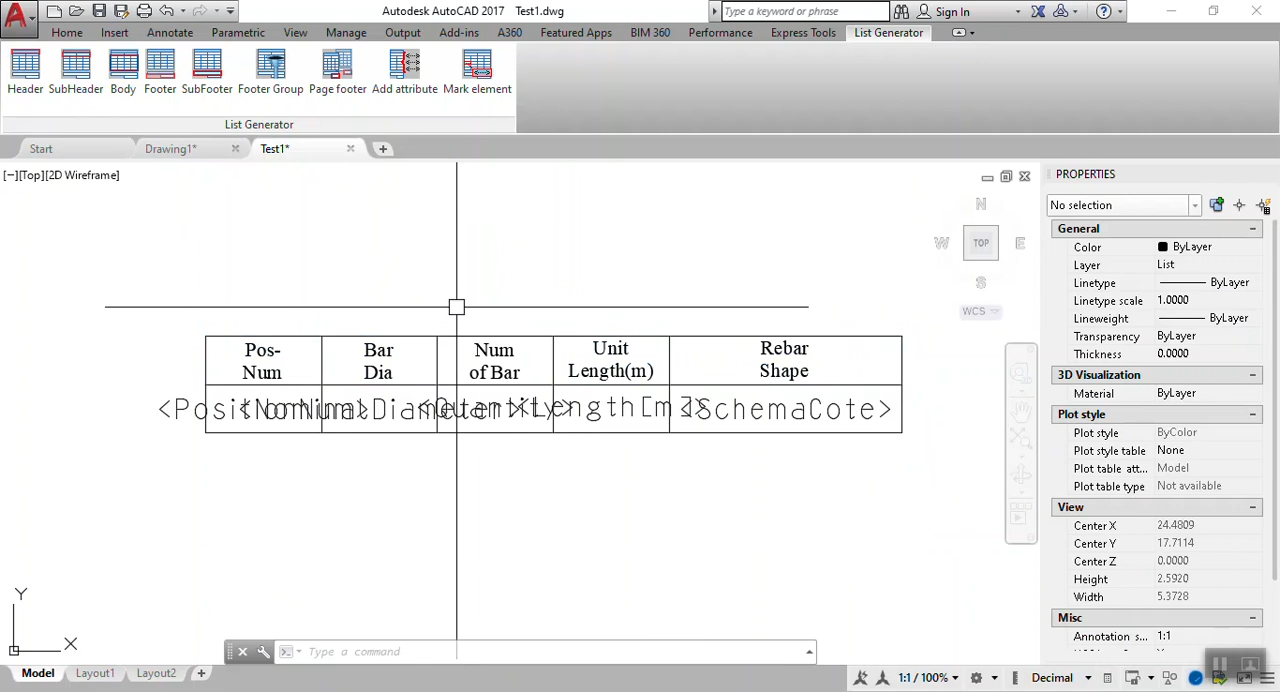 Autodesk AutoCAD 2017 Test1.dwg
Type a keyword or phrase
Sign In
Home Insert Annotate Parametric View Manage Output Add-ins A360 Featured Apps BIM 360 Performance Express Tools List Generator
Header SubHeader Body Footer SubFooter Footer Group Page footer Add attribute Mark element
List Generator
Start Drawing1* Test1*
[−][Top][2D Wireframe]
N
W TOP E
S
WCS
Pos-
Num
Bar
Dia
Num
of Bar
Unit
Length(m)
Rebar
Shape
<SchemaCote>
Y
X
Type a command
Model Layout1 Layout2
1:1 / 100% Decimal
PROPERTIES
No selection
General
Color ByLayer
Layer List
Linetype ByLayer
Linetype scale 1.0000
Lineweight ByLayer
Transparency ByLayer
Thickness 0.0000
3D Visualization
Material ByLayer
Plot style
Plot style ByColor
Plot style table None
Plot table att... Model
Plot table type Not available
View
Center X 24.4809
Center Y 17.7114
Center Z 0.0000
Height 2.5920
Width 5.3728
Misc
Annotation s... 1:1